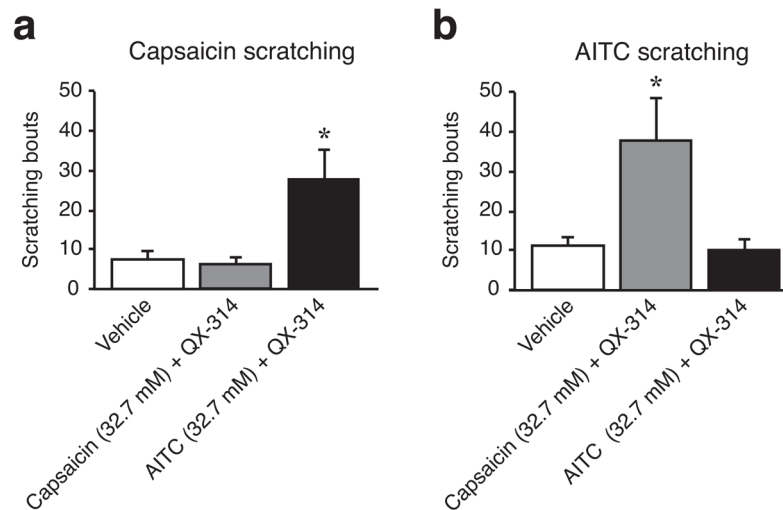 a
Capsaicin scratching
Scratching bouts
50
40
30
20
10
0
*
Vehicle
Capsaicin (32.7 mM) + QX-314
AITC (32.7 mM) + QX-314
b
AITC scratching
Scratching bouts
50
40
30
20
10
0
*
Vehicle
Capsaicin (32.7 mM) + QX-314
AITC (32.7 mM) + QX-314